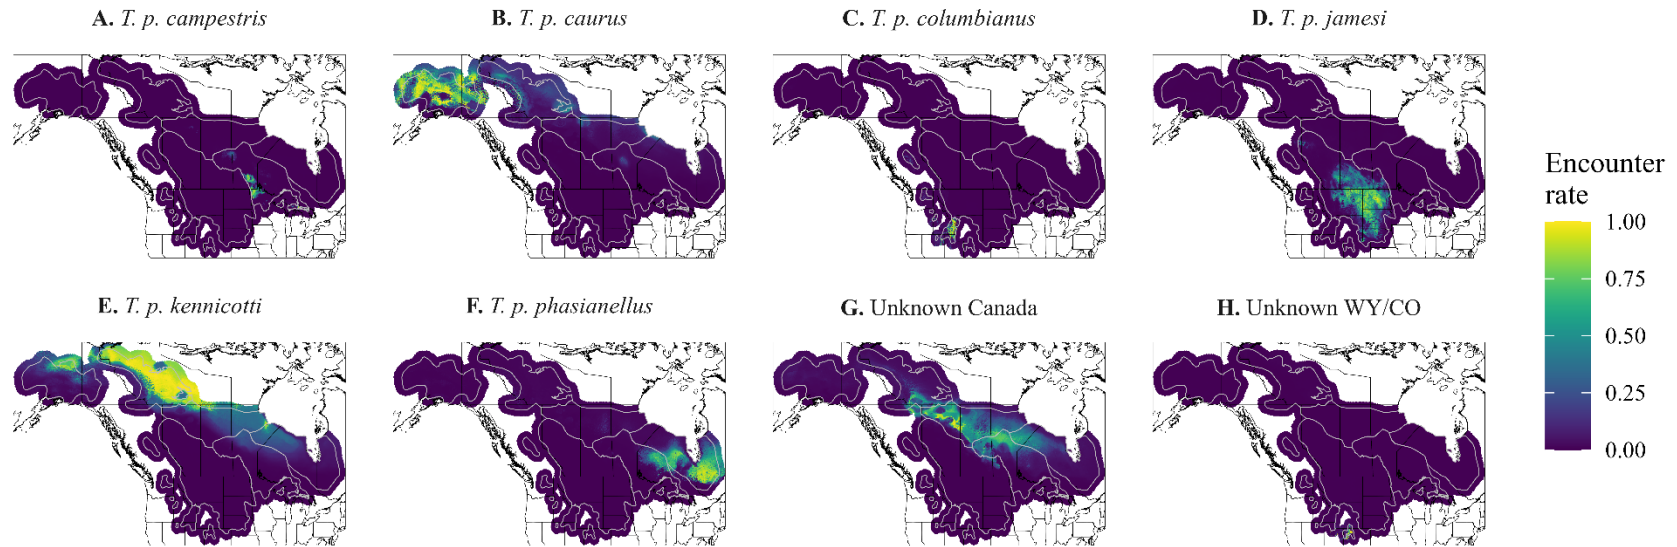 A. T. p. campestris
B. T. p. caurus
C. T. p. columbianus
D. T. p. jamesi
E. T. p. kennicotti
F. T. p. phasianellus
G. Unknown Canada
H. Unknown WY/CO
Encounter
rate
1.00
0.75
0.50
0.25
0.00